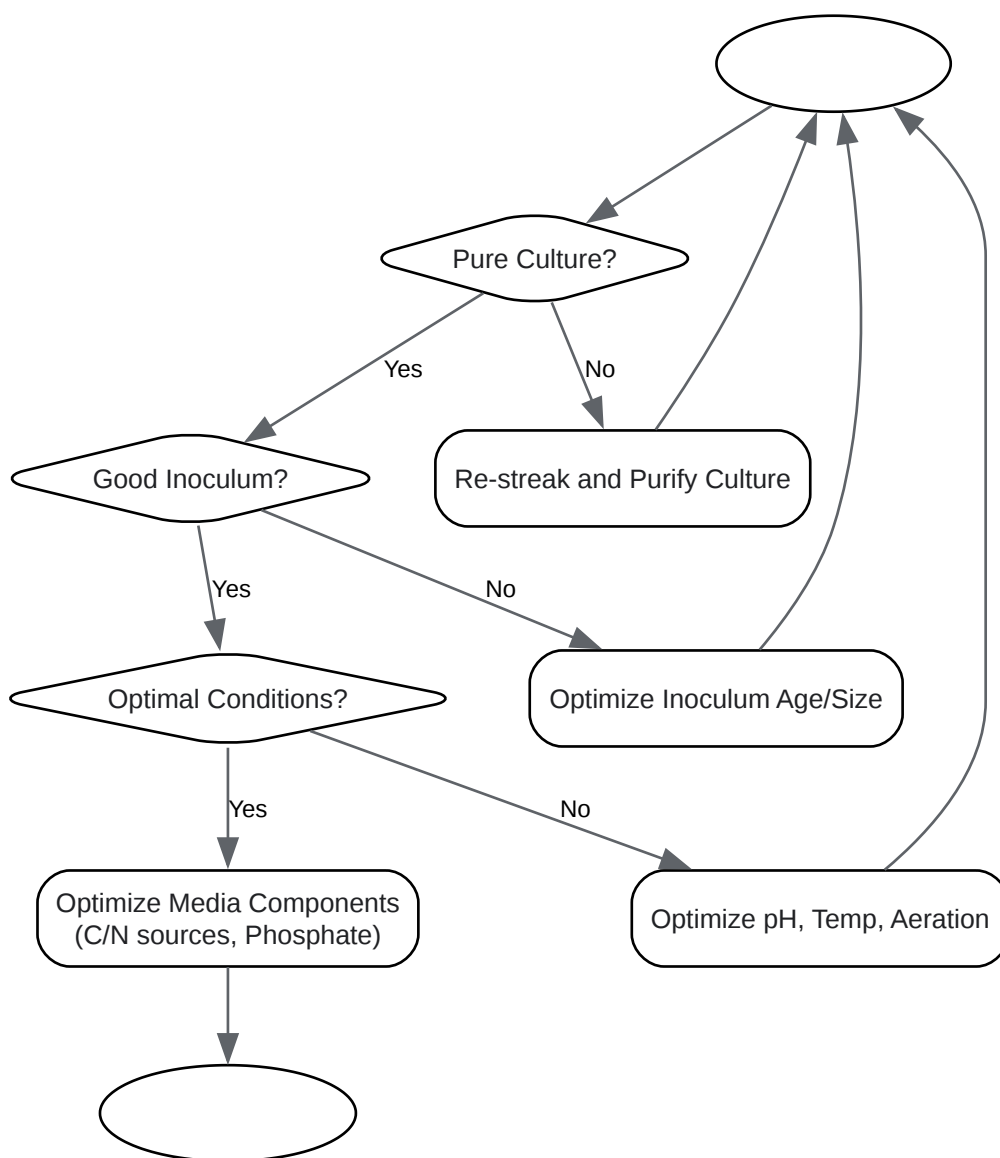 Pure Culture?
Yes
No
Good Inoculum?
Re-streak and Purify Culture
Yes
No
Optimal Conditions?
Optimize Inoculum Age/Size
Yes
No
Optimize Media Components
(C/N sources, Phosphate)
Optimize pH, Temp, Aeration